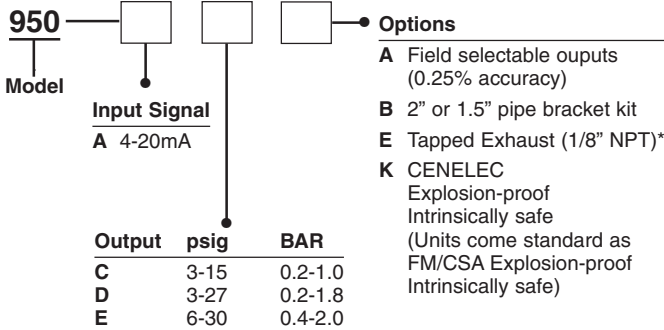 950
Model
Input Signal
A 4-20mA
Output psig BAR
C 3-15 0.2-1.0
D 3-27 0.2-1.8
E 6-30 0.4-2.0
Options
A Field selectable ouputs
(0.25% accuracy)
B 2” or 1.5” pipe bracket kit
E Tapped Exhaust (1/8” NPT)*
K CENELEC
Explosion-proof
Intrinsically safe
(Units come standard as
FM/CSA Explosion-proof
Intrinsically safe)